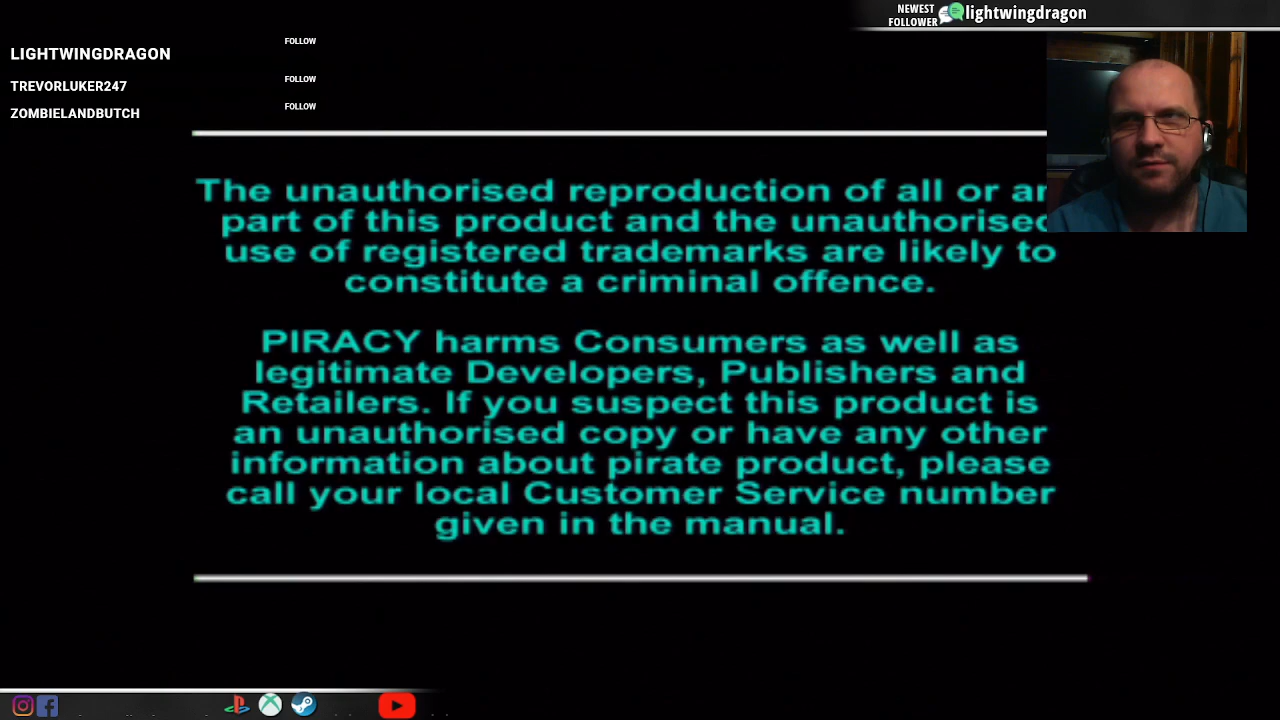 NEWEST
FOLLOWER
lightwingdragon
LIGHTWINGDRAGON FOLLOW
TREVORLUKER247 FOLLOW
ZOMBIELANDBUTCH FOLLOW
The unauthorised reproduction of all or
part of this product and the unauthorised
use of registered trademarks are likely to
constitute a criminal offence.
PIRACY harms Consumers as well as
legitimate Developers, Publishers and
Retailers. If you suspect this product is
an unauthorised copy or have any other
information about pirate product, please
call your local Customer Service number
given in the manual.